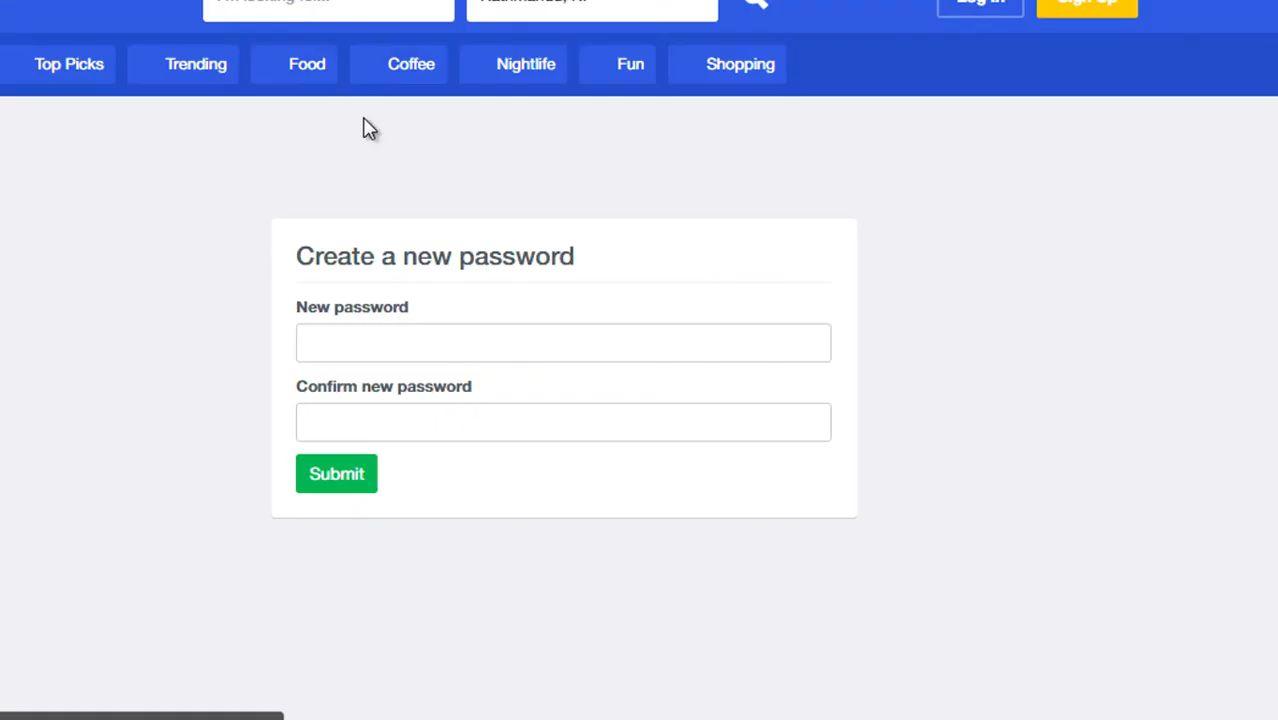 Top Picks Trending Food Coffee Nightlife Fun Shopping
Create a new password
New password
Confirm new password
Submit